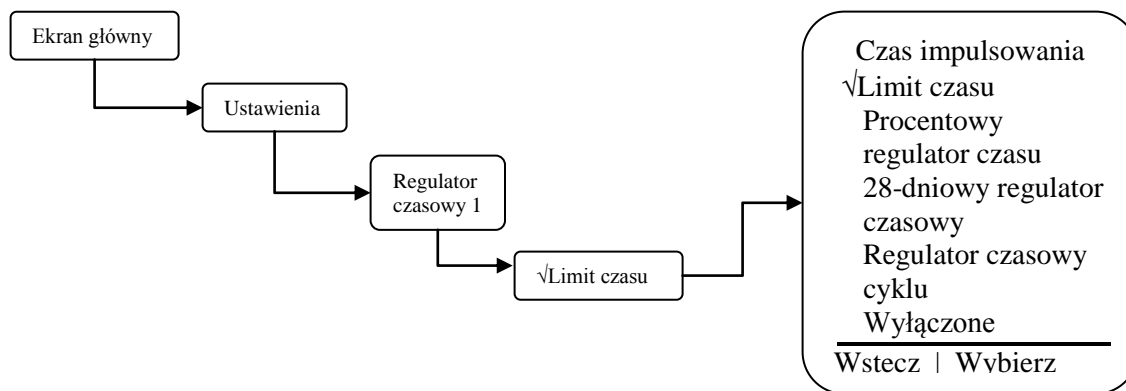 Ekran główny
Ustawienia
Regulator
czasowy 1
√Limit czasu
Czas impulsowania
√Limit czasu
Procentowy
regulator czasu
28-dniowy regulator
czasowy
Regulator czasowy
cyklu
Wyłączone
Wstecz | Wybierz